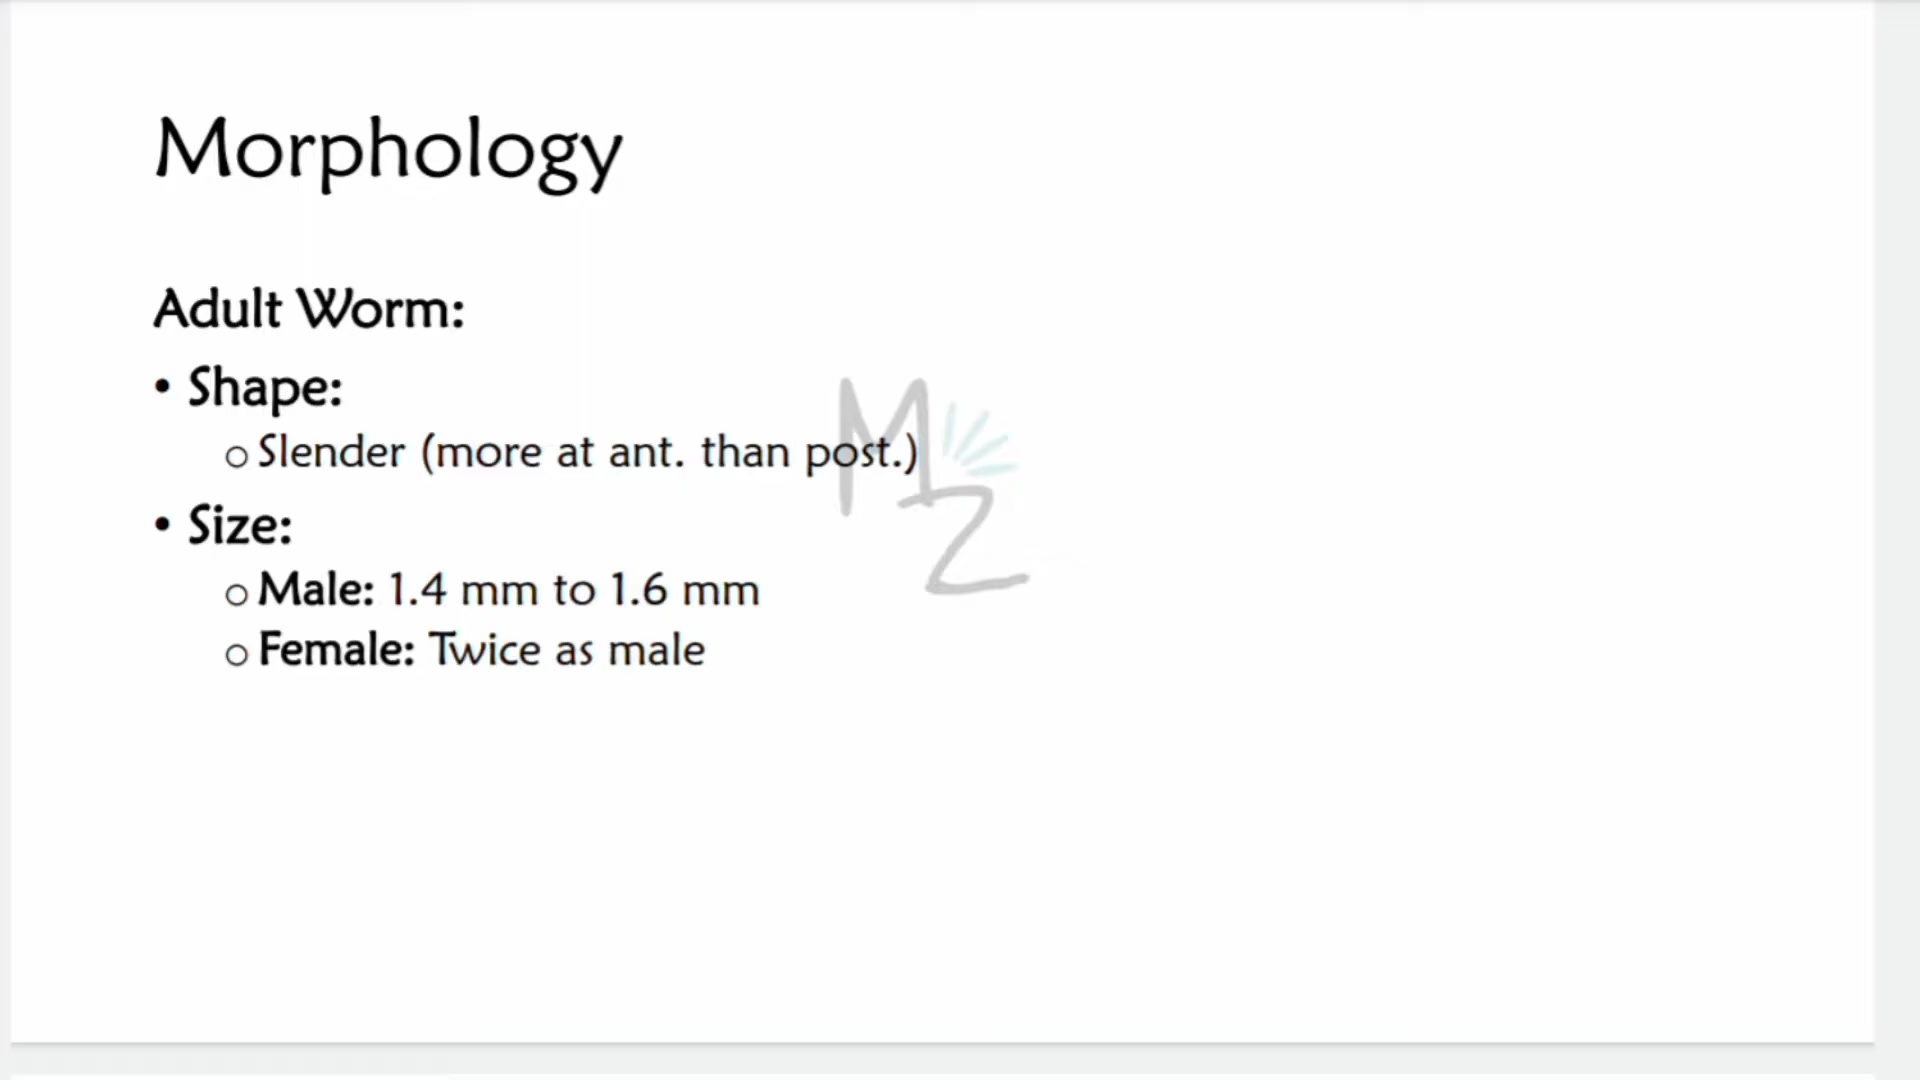 Morphology
Adult Worm:
• Shape:
o Slender (more at ant. than post.)
• Size:
o Male: 1.4 mm to 1.6 mm
o Female: Twice as male
MZ